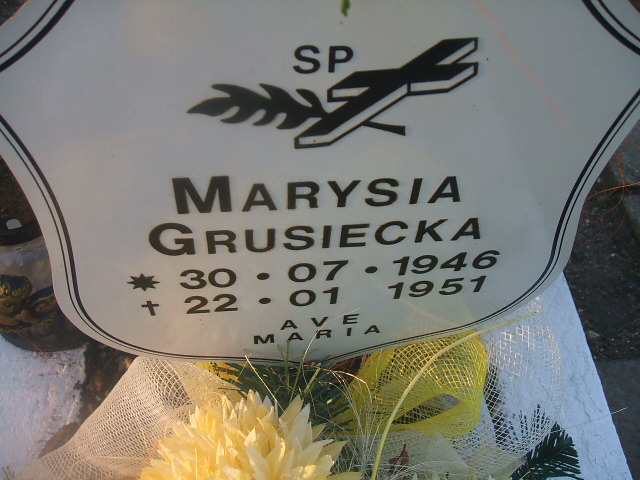 SP
MARYSIA
GRUSIECKA
* 30 • 07 • 1946
† 22 • 01 1951
AVE
MARIA